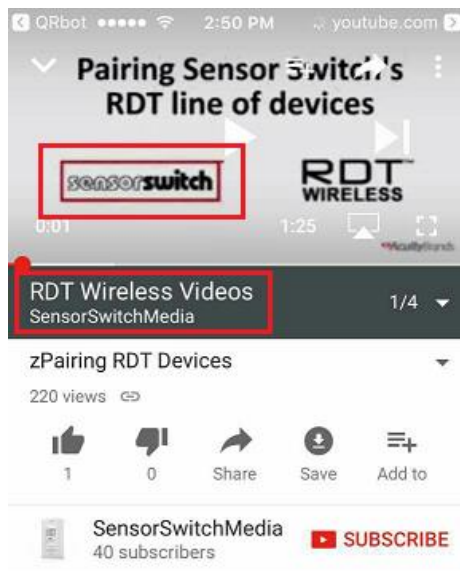 QRbot 2:50 PM youtube.com
Pairing Sensor Switch's
RDT line of devices
sensorswitch
RDT
WIRELESS
0:01 1:25
AcuityBrands
RDT Wireless Videos
SensorSwitchMedia
1/4
zPairing RDT Devices
220 views
1 0 Share Save Add to
SensorSwitchMedia
40 subscribers
SUBSCRIBE